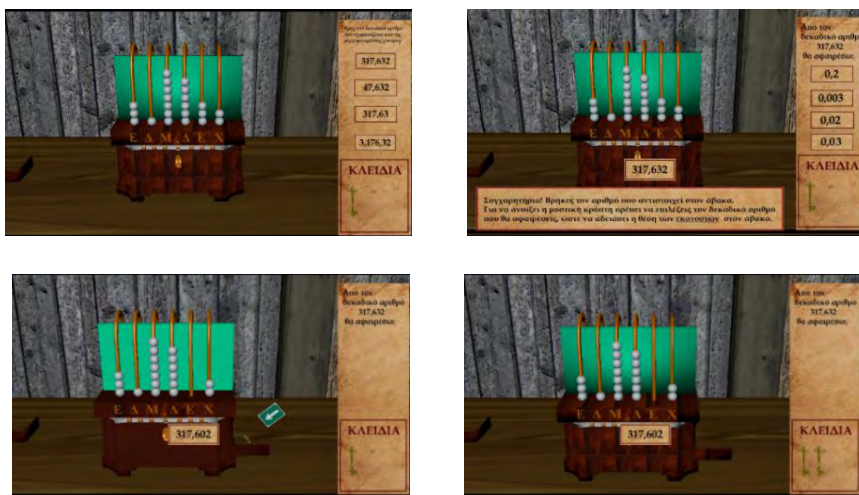 317,632
47,632
317,63
3,176,32
ΚΛΕΙΔΙΑ
Ε Δ Μ Δ Ε Χ
Από τον
δεκαδικό αριθμό
317,632
θα αφαιρέσω:
0,2
0,003
0,02
0,03
ΚΛΕΙΔΙΑ
Ε Δ Μ Δ Ε Χ
317,632
Συγχαρητήρια! Βρήκες τον αριθμό που αντιστοιχεί στον άβακα.
Για να ανοίξει η μυστική κρύπτη πρέπει να επιλέξεις τον δεκαδικό αριθμό
που θα αφαιρεθείς, ώστε να αδειάσει η θέση των εκατοστών στον άβακα.
Από τον
δεκαδικό αριθμό
317,632
θα αφαιρέσω:
Ε Δ Μ , Δ Ε Χ
317,602
ΚΛΕΙΔΙΑ
Από τον
δεκαδικό αριθμό
317,632
θα αφαιρέσω:
Ε Δ Μ , Δ Ε Χ
317,602
ΚΛΕΙΔΙΑ